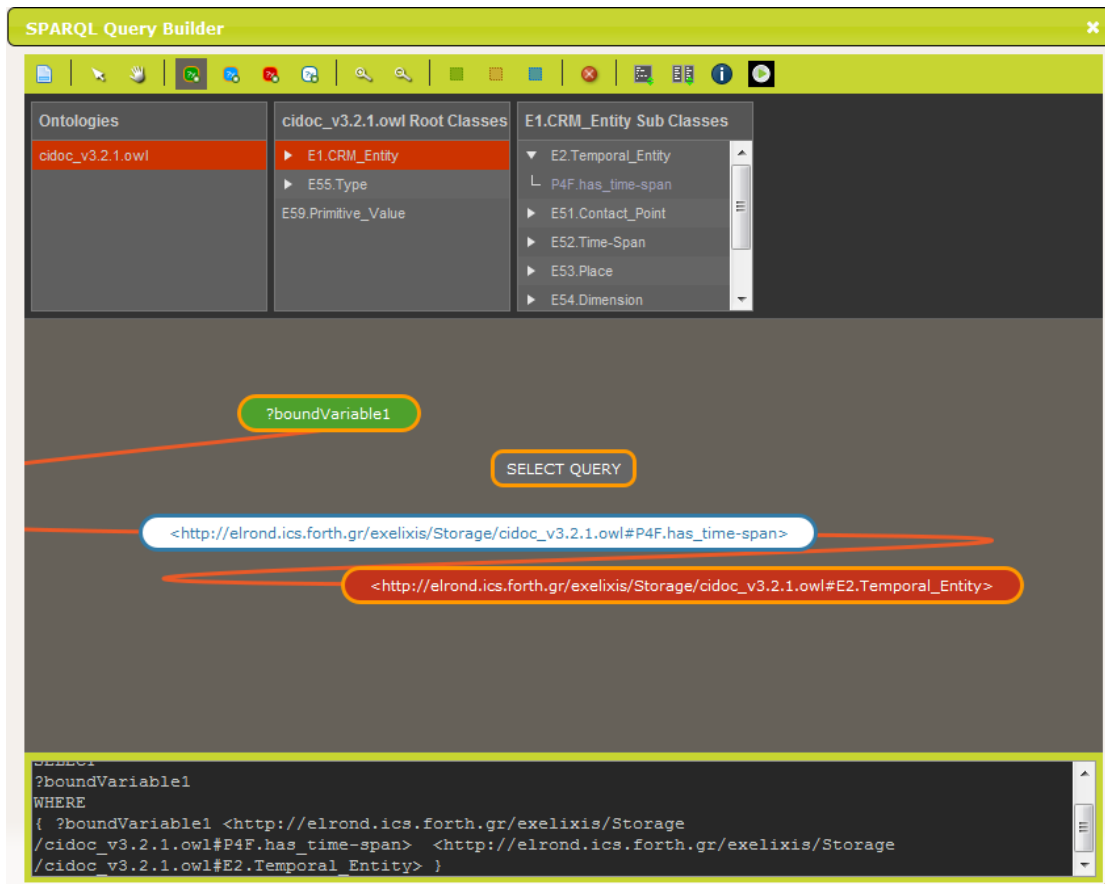 SPARQL Query Builder
Ontologies
cidoc_v3.2.1.owl
cidoc_v3.2.1.owl Root Classes
E1.CRM_Entity
E55.Type
E59.Primitive_Value
E1.CRM_Entity Sub Classes
E2.Temporal_Entity
P4F.has_time-span
E51.Contact_Point
E52.Time-Span
E53.Place
E54.Dimension
?boundVariable1
SELECT QUERY
<http://elrond.ics.forth.gr/exelixis/Storage/cidoc_v3.2.1.owl#P4F.has_time-span>
<http://elrond.ics.forth.gr/exelixis/Storage/cidoc_v3.2.1.owl#E2.Temporal_Entity>
SELECT
?boundVariable1
WHERE
{ ?boundVariable1 <http://elrond.ics.forth.gr/exelixis/Storage
/cidoc_v3.2.1.owl#P4F.has_time-span>  <http://elrond.ics.forth.gr/exelixis/Storage
/cidoc_v3.2.1.owl#E2.Temporal_Entity> }